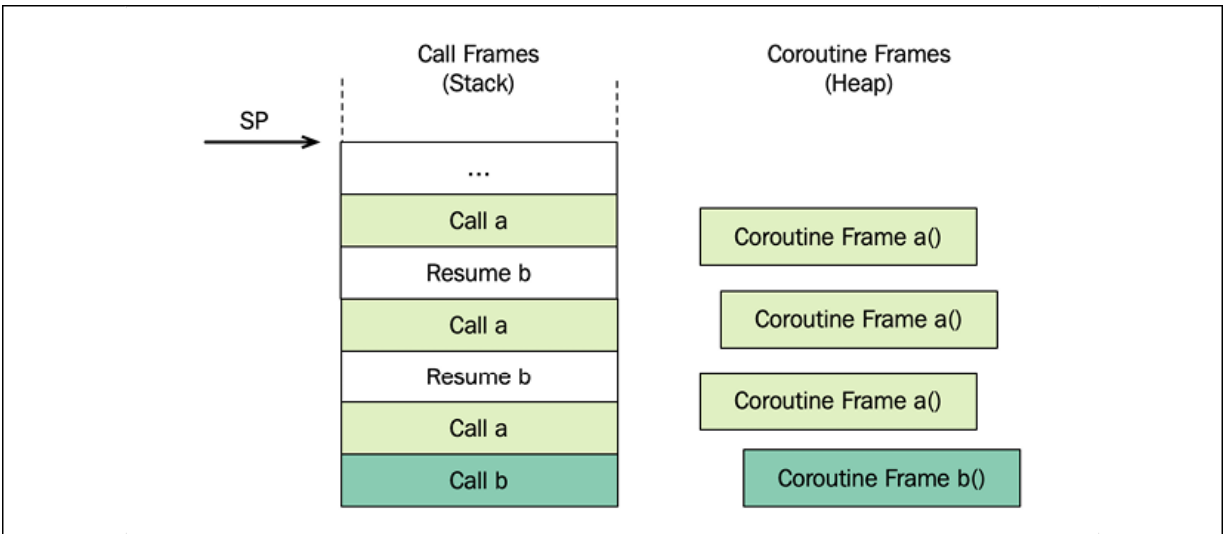 Call Frames
(Stack)
Coroutine Frames
(Heap)
SP
...
Call a
Resume b
Call a
Resume b
Call a
Call b
Coroutine Frame a()
Coroutine Frame a()
Coroutine Frame a()
Coroutine Frame b()